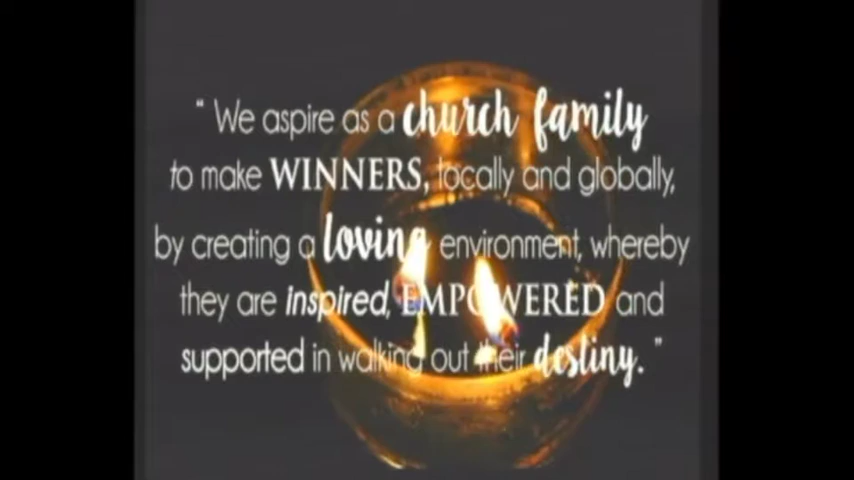 “ We aspire as a church family
to make WINNERS, locally and globally,
by creating a loving environment, whereby
they are inspired, EMPOWERED and
supported in walking out their destiny. ”